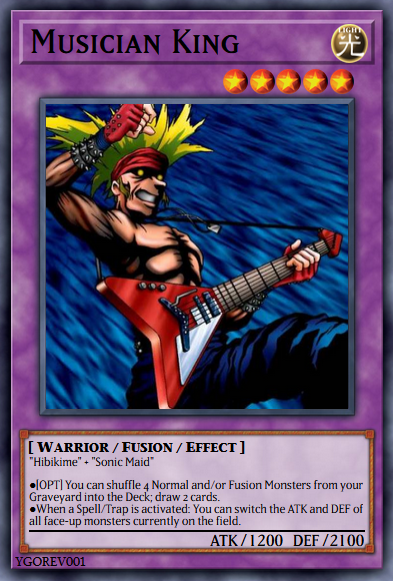 Musician King
LIGHT
光
[ Warrior / Fusion / Effect ]
"Hibikime" + "Sonic Maid"
●[OPT] You can shuffle 4 Normal and/or Fusion Monsters from your
Graveyard into the Deck; draw 2 cards.
●When a Spell/Trap is activated: You can switch the ATK and DEF of
all face-up monsters currently on the field.
ATK/1200 DEF/2100
YGOREV001